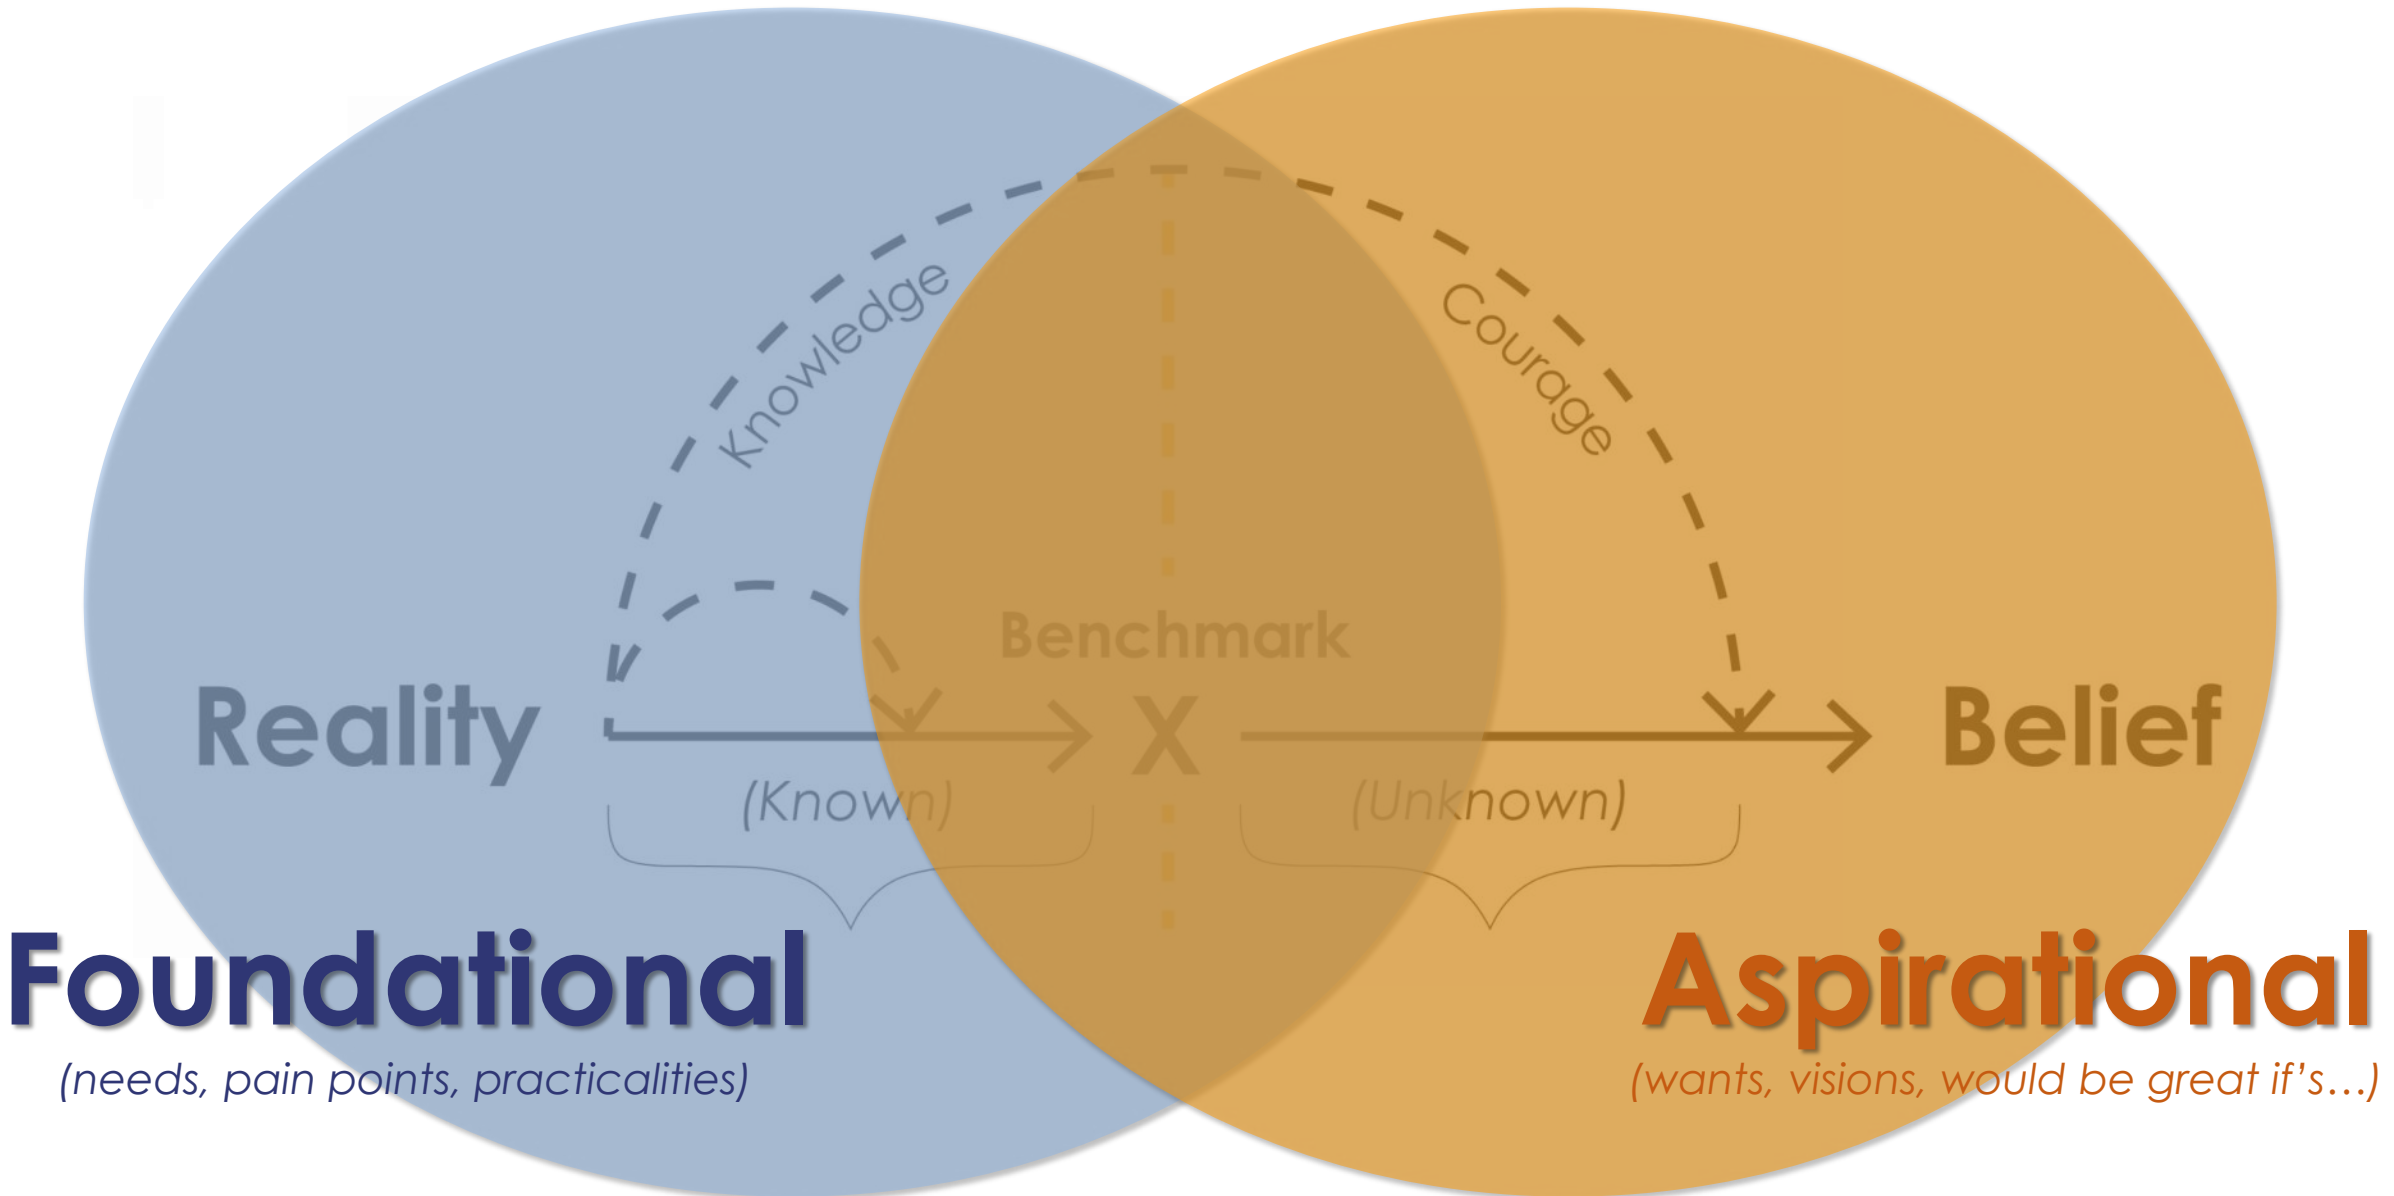 Knowledge
Courage
Benchmark
Reality
X
Belief
(Known)
(Unknown)
Foundational
(needs, pain points, practicalities)
Aspirational
(wants, visions, would be great if’s…)